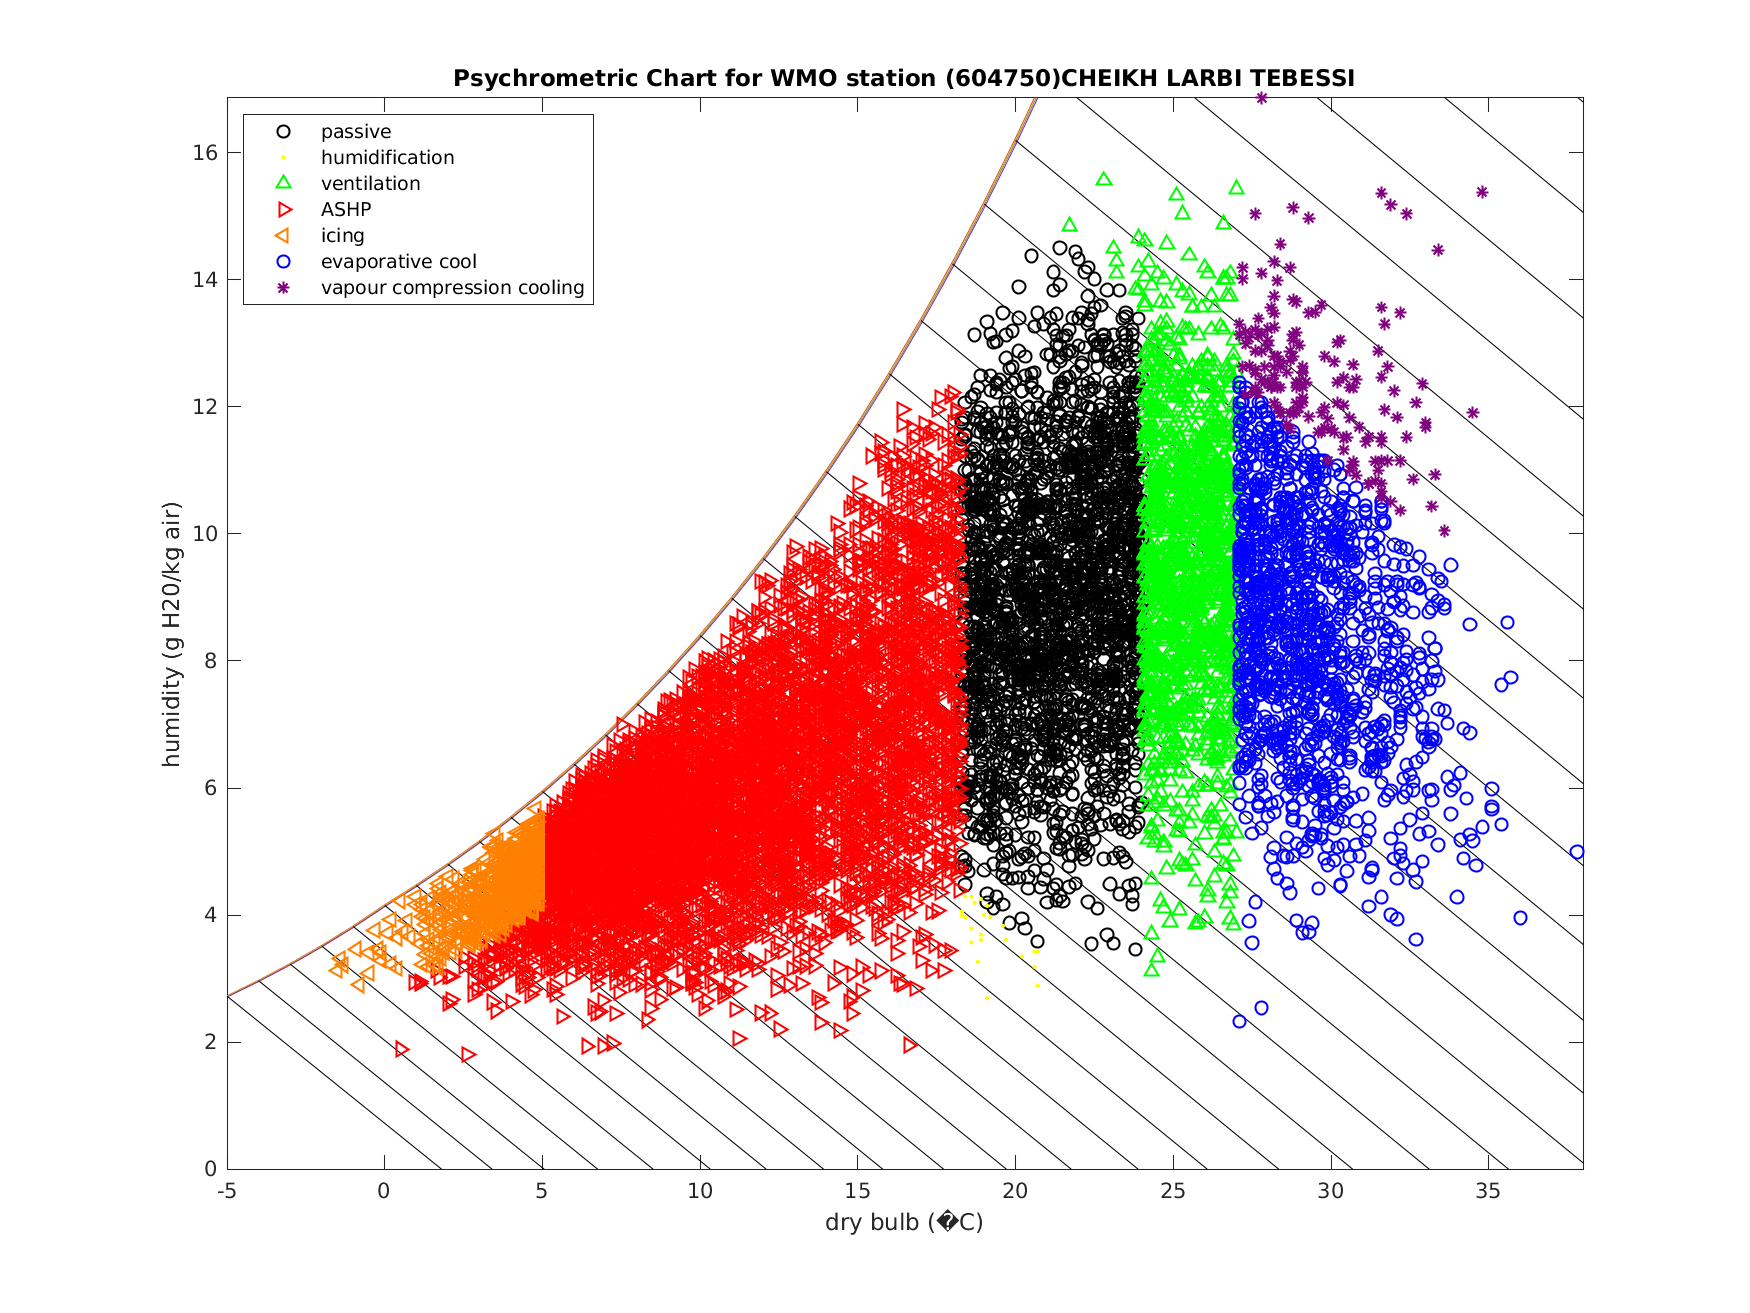 Psychrometric Chart for WMO station (604750)CHEIKH LARBI TEBESSI
passive
humidification
ventilation
ASHP
icing
evaporative cool
vapour compression cooling
16
14
12
10
8
6
4
2
0
humidity (g H20/kg air)
-5 0 5 10 15 20 25 30 35
dry bulb (�C)